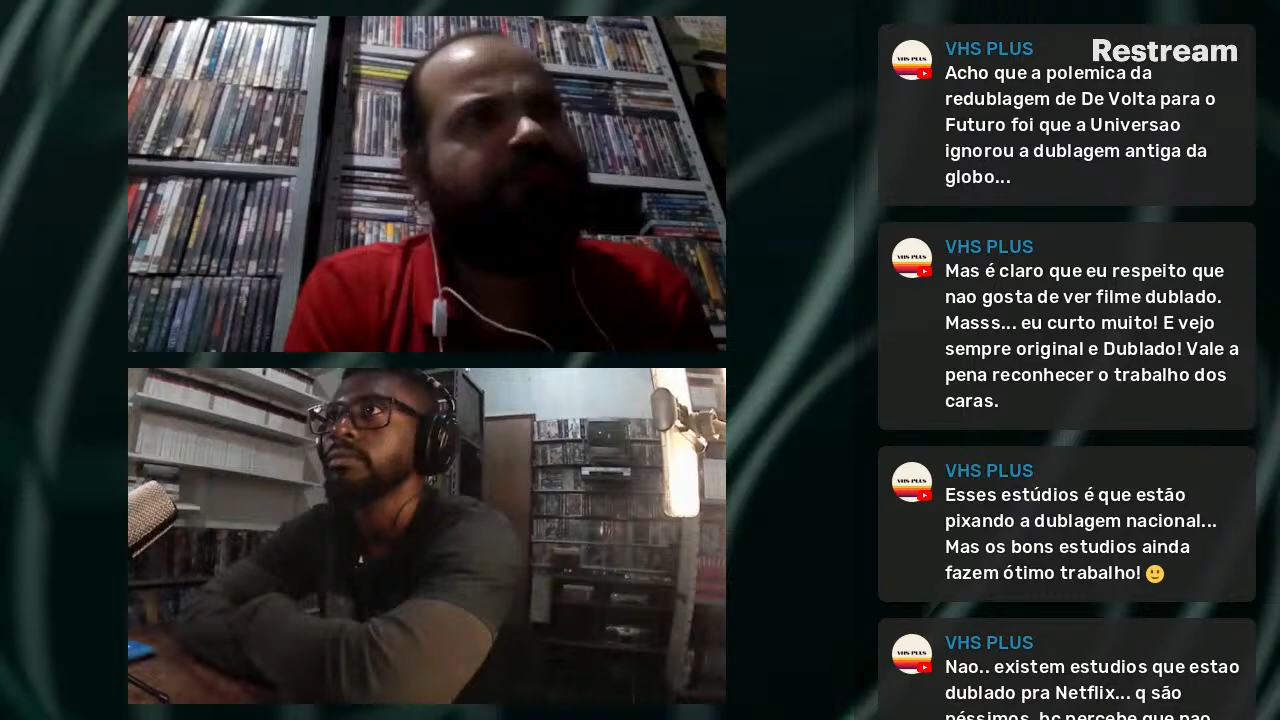 Restream
VHS PLUS
Acho que a polemica da
redublagem de De Volta para o
Futuro foi que a Universao
ignorou a dublagem antiga da
globo...
VHS PLUS
Mas é claro que eu respeito que
nao gosta de ver filme dublado.
Masss... eu curto muito! E vejo
sempre original e Dublado! Vale a
pena reconhecer o trabalho dos
caras.
VHS PLUS
Esses estúdios é que estão
pixando a dublagem nacional...
Mas os bons estudios ainda
fazem ótimo trabalho! 🙂
VHS PLUS
Nao.. existem estudios que estao
dublado pra Netflix... q são
péssimos. bc percebe que nao